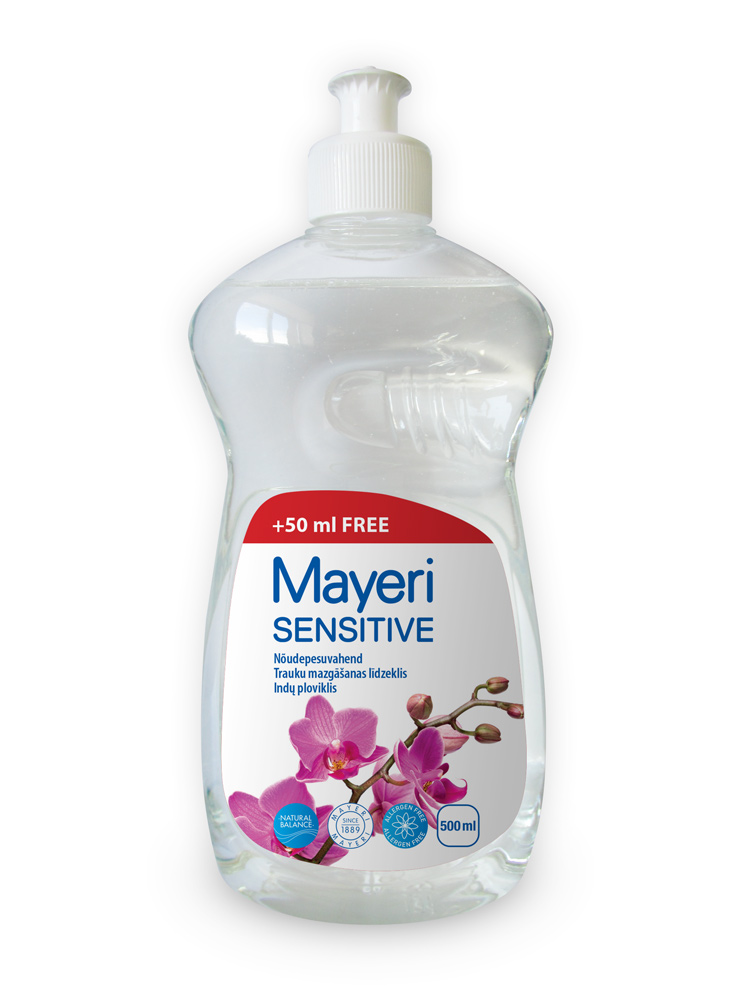 +50 ml FREE
Mayeri
SENSITIVE
Nõudepesuvahend
Trauku mazgāšanas līdzeklis
Indų ploviklis
NATURAL
BALANCE
MAYERI
SINCE
1889
MAYERI
ALLERGEN FREE
ALLERGEN FREE
500 ml